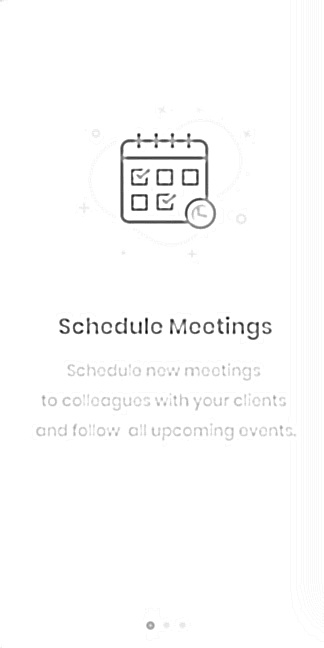 Schedule Meetings
Schedule new meetings
to colleagues with your clients
and follow all upcoming events.